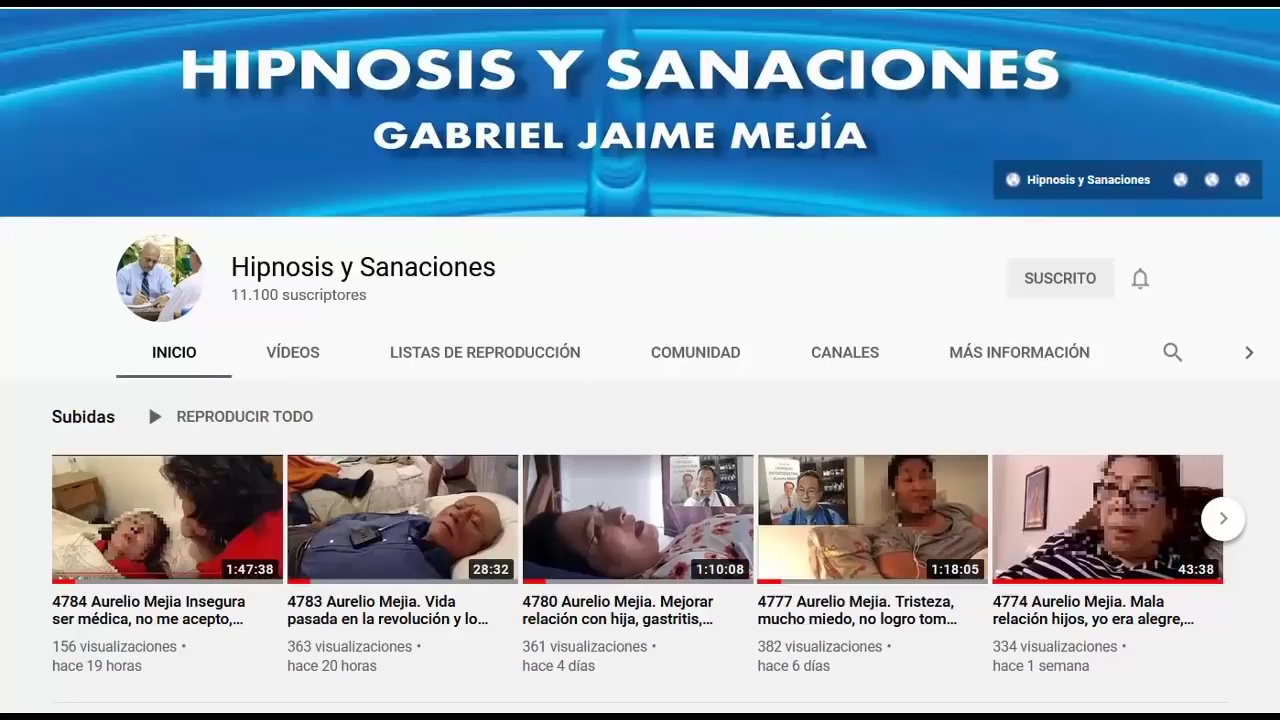 HIPNOSIS Y SANACIONES
GABRIEL JAIME MEJÍA
Hipnosis y Sanaciones
Hipnosis y Sanaciones
11.100 suscriptores
SUSCRITO
INICIO VÍDEOS LISTAS DE REPRODUCCIÓN COMUNIDAD CANALES MÁS INFORMACIÓN
Subidas REPRODUCIR TODO
1:47:38
28:32
1:10:08
1:18:05
43:38
4784 Aurelio Mejia Insegura
ser médica, no me acepto,...
156 visualizaciones •
hace 19 horas
4783 Aurelio Mejia. Vida
pasada en la revolución y lo...
363 visualizaciones •
hace 20 horas
4780 Aurelio Mejia. Mejorar
relación con hija, gastritis,...
361 visualizaciones •
hace 4 días
4777 Aurelio Mejia. Tristeza,
mucho miedo, no logro tom...
382 visualizaciones •
hace 6 días
4774 Aurelio Mejia. Mala
relación hijos, yo era alegre,...
334 visualizaciones •
hace 1 semana